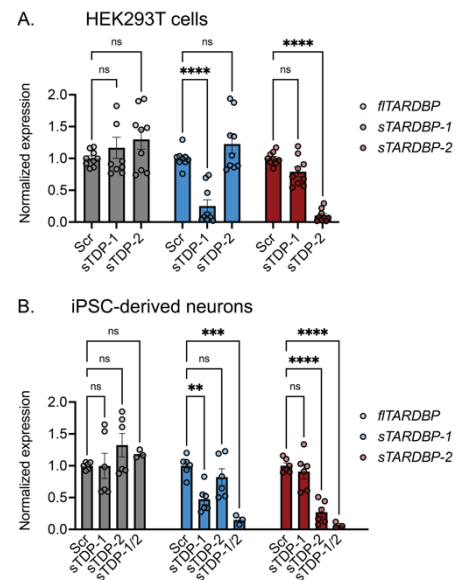 A. HEK293T cells
ns
ns
ns
****
ns
****
ns
Normalized expression
2.0
1.5
1.0
0.5
0.0
Scr
sTDP-1
sTDP-2
Scr
sTDP-1
sTDP-2
Scr
sTDP-1
sTDP-2
flTARDBP
sTARDBP-1
sTARDBP-2
B. iPSC-derived neurons
ns
ns
ns
***
ns
**
****
****
ns
Normalized expression
2.0
1.5
1.0
0.5
0.0
Scr
sTDP-1
sTDP-2
sTDP-1/2
Scr
sTDP-1
sTDP-2
sTDP-1/2
Scr
sTDP-1
sTDP-2
sTDP-1/2
flTARDBP
sTARDBP-1
sTARDBP-2